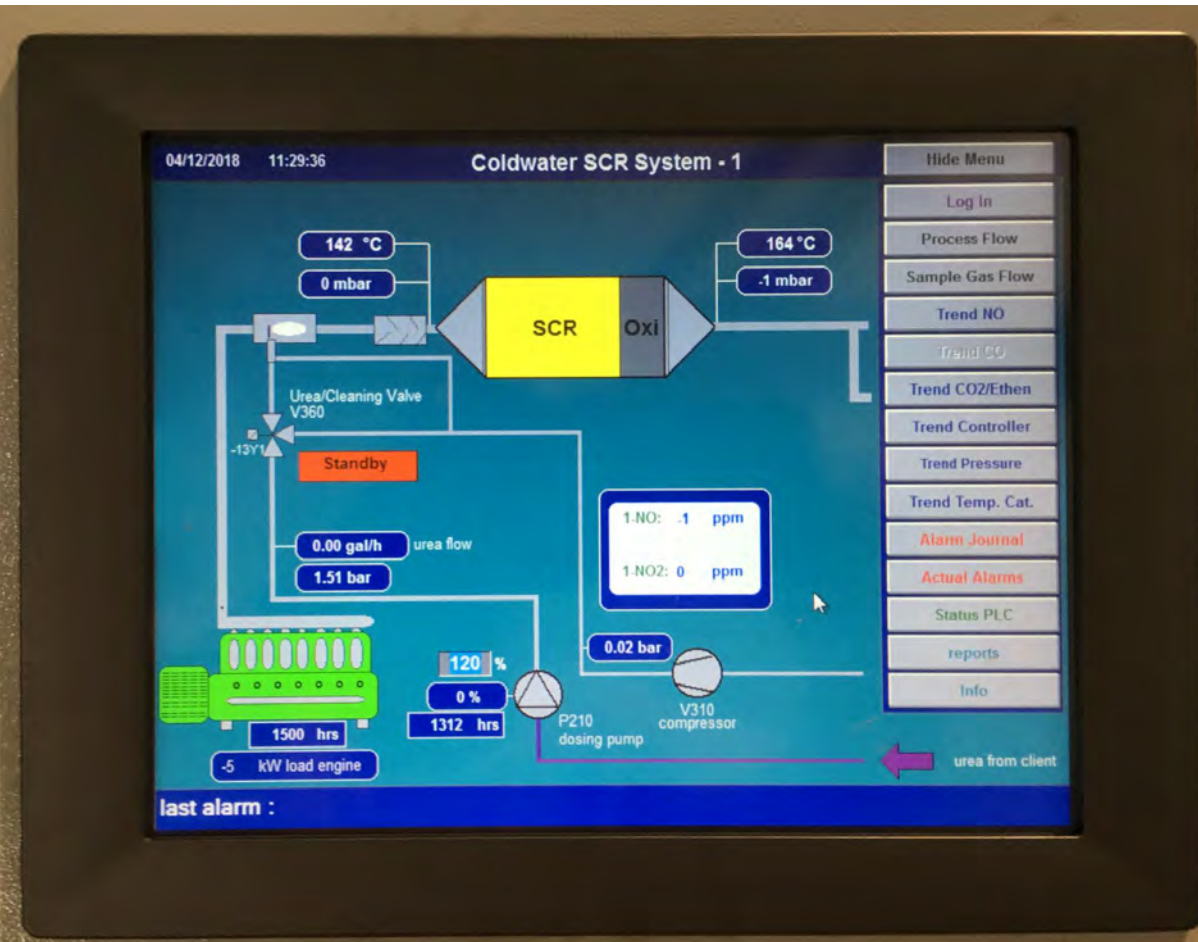 04/12/2018 11:29:36 Coldwater SCR System - 1
Hide Menu
Log In
Process Flow
Sample Gas Flow
Trend NO
Trend CO
Trend CO2/Ethen
Trend Controller
Trend Pressure
Trend Temp. Cat.
Alarm Journal
Actual Alarms
Status PLC
reports
Info
142 °C
0 mbar
164 °C
-1 mbar
SCR Oxi
Urea/Cleaning Valve
V360
-13Y1
Standby
0.00 gal/h urea flow
1.51 bar
1-NO: -1 ppm
1-NO2: 0 ppm
0.02 bar
V310
compressor
120 %
0 %
1312 hrs
P210
dosing pump
1500 hrs
-5 kW load engine
urea from client
last alarm :